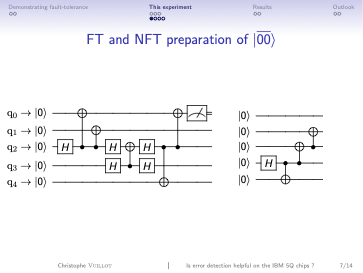 Demonstrating fault-tolerance This experiment Results Outlook
FT and NFT preparation of |00⟩
q₀ → |0⟩
q₁ → |0⟩
q₂ → |0⟩ H H H
q₃ → |0⟩ H H
q₄ → |0⟩
|0⟩
|0⟩
|0⟩
|0⟩ H
|0⟩
Christophe VUILLOT | Is error detection helpful on the IBM 5Q chips ? 7/14